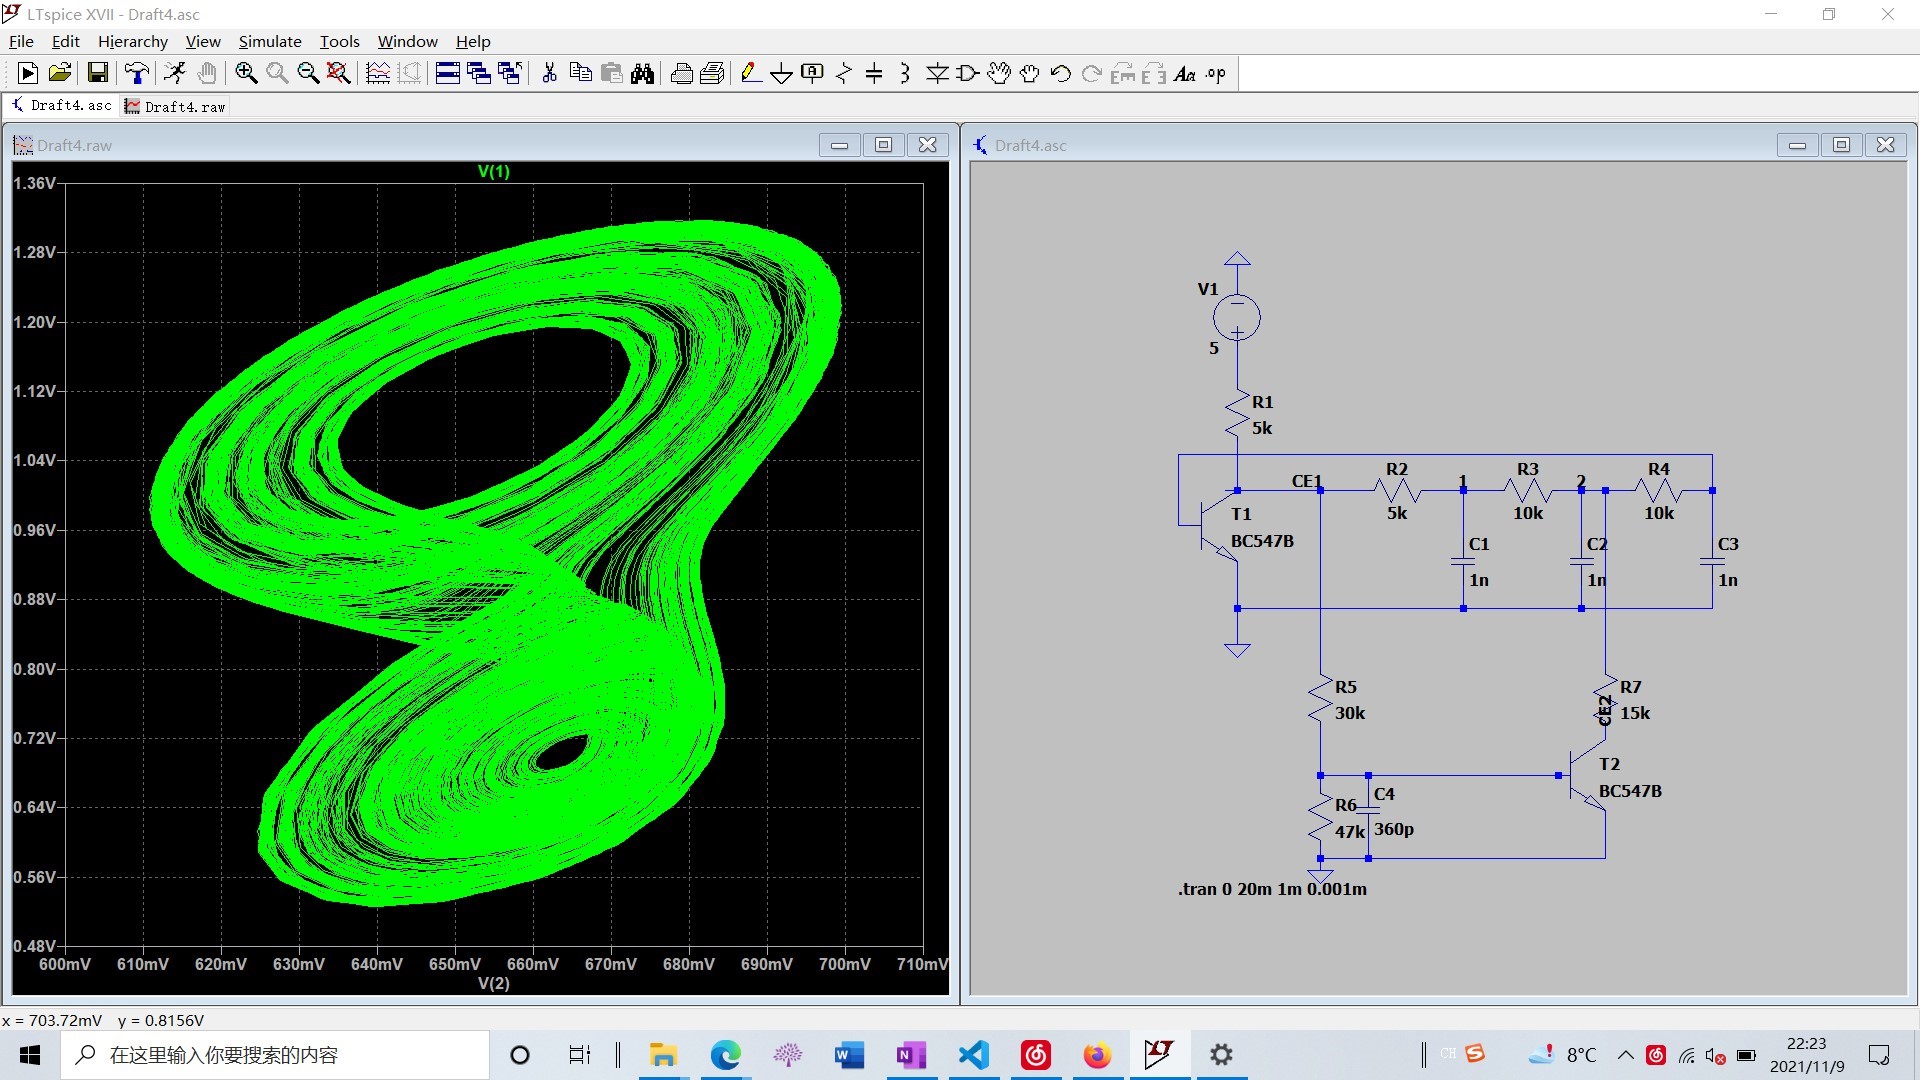 LTspice XVII - Draft4.asc
File Edit Hierarchy View Simulate Tools Window Help
Aa .op
Draft4.asc Draft4.raw
Draft4.raw
V(1)
1.36V
1.28V
1.20V
1.12V
1.04V
0.96V
0.88V
0.80V
0.72V
0.64V
0.56V
0.48V
600mV 610mV 620mV 630mV 640mV 650mV 660mV 670mV 680mV 690mV 700mV 710mV
V(2)
Draft4.asc
V1
5
R1
5k
CE1 R2 1 R3 2 R4
5k 10k 10k
T1
BC547B
C1 C2 C3
1n 1n 1n
R5 R7
30k CE2 15k
T2
BC547B
R6 C4
47k 360p
.tran 0 20m 1m 0.001m
x = 703.72mV y = 0.8156V
在这里输入你要搜索的内容
CH
8°C
22:23
2021/11/9